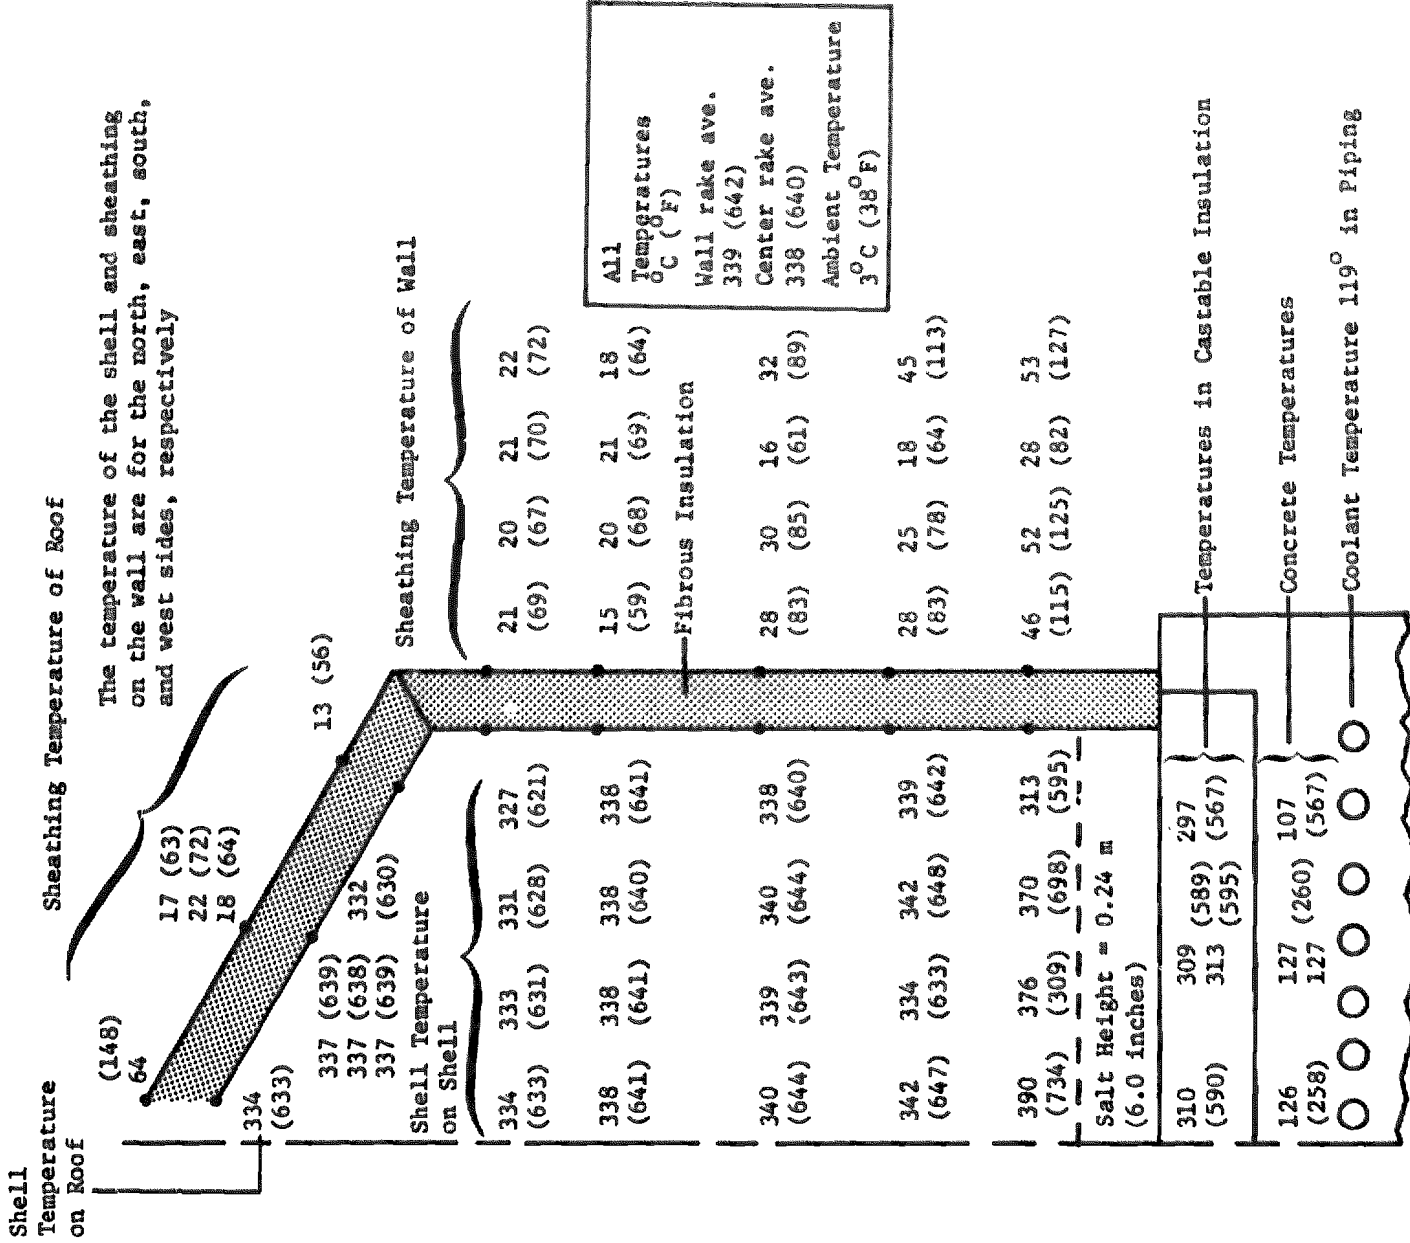 Shell
Temperature
on Roof
Sheathing Temperature of Roof
The temperature of the shell and sheathing
on the wall are for the north, east, south,
and west sides, respectively
(148)
64
17 (63)
22 (72)
18 (64)
13 (56)
334
(633)
337 (639)
337 (638) 332
337 (639) (630)
Shell Temperature
on Shell
Sheathing Temperature of Wall
334 333 331 327
(633) (631) (628) (621)
21 20 21 22
(69) (67) (70) (72)
338 338 338 338
(641) (641) (640) (641)
15 20 21 18
(59) (68) (69) (64)
Fibrous Insulation
340 339 340 338
(644) (643) (644) (640)
28 30 16 32
(83) (85) (61) (89)
342 334 342 339
(647) (633) (648) (642)
28 25 18 45
(83) (78) (64) (113)
390 376 370 313
(734) (309) (698) (595)
46 52 28 53
(115) (125) (82) (127)
All
Temperatures
°C (°F)
Wall rake ave.
339 (642)
Center rake ave.
338 (640)
Ambient Temperature
3°C (38°F)
Salt Height = 0.24 m
(6.0 inches)
310 309 (589) 297
(590) 313 (595) (567)
Temperatures in Castable Insulation
126 127 (260) 107
(258) 127 (567)
Concrete Temperatures
Coolant Temperature 119° in Piping